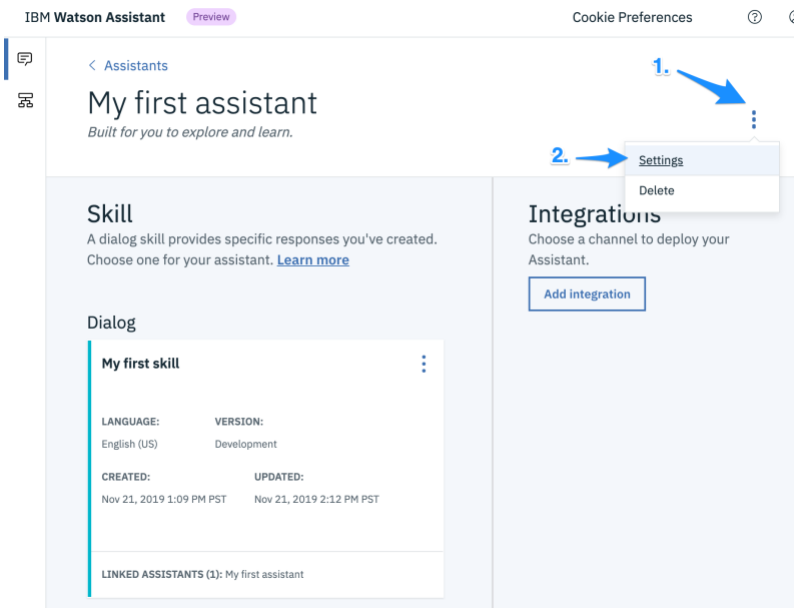 IBM Watson Assistant Preview Cookie Preferences
< Assistants
1.
My first assistant
Built for you to explore and learn.
2.
Settings
Delete
Skill
A dialog skill provides specific responses you've created.
Choose one for your assistant. Learn more
Integrations
Choose a channel to deploy your
Assistant.
Add integration
Dialog
My first skill
LANGUAGE: VERSION:
English (US) Development
CREATED: UPDATED:
Nov 21, 2019 1:09 PM PST Nov 21, 2019 2:12 PM PST
LINKED ASSISTANTS (1): My first assistant